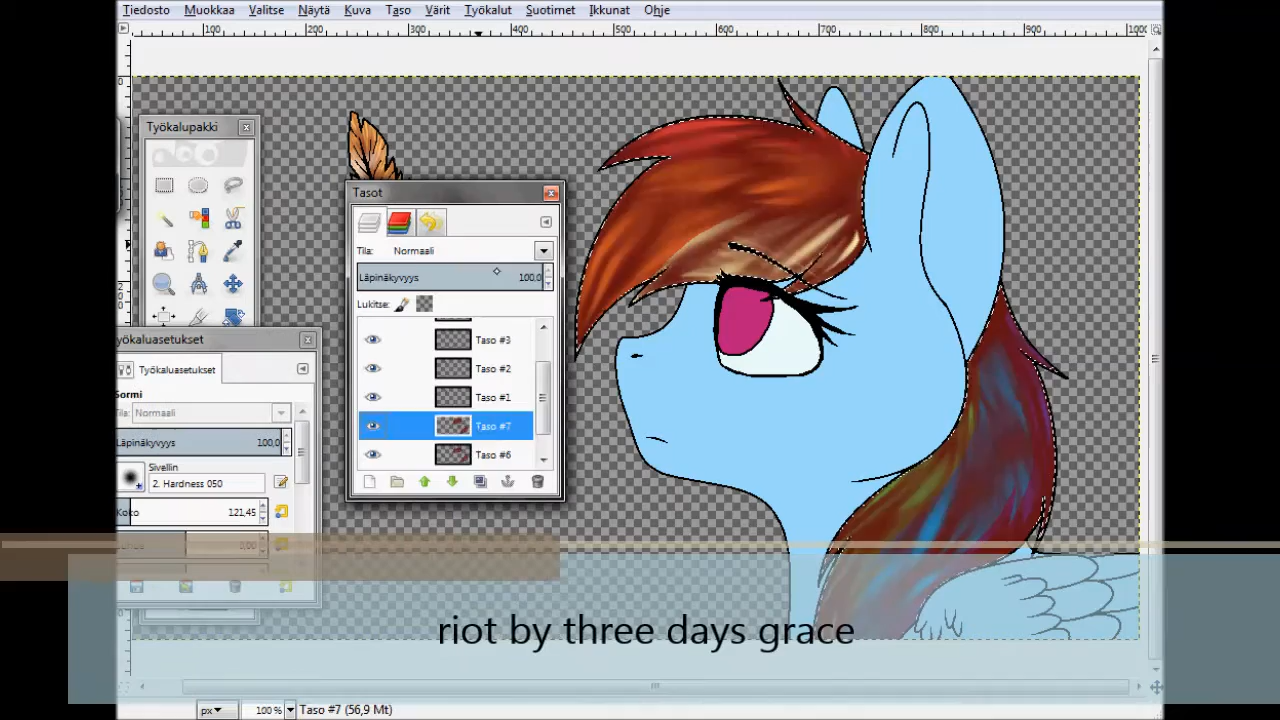 Tiedosto Muokkaa Valitse Näytä Kuva Taso Värit Työkalut Suotimet Ikkunat Ohje
100 200 300 400 500 600 700 800 900 1000
Työkalupakki
Tasot
Tila: Normaali
Läpinäkyvyys 100,0
Lukitse:
Taso #3
Taso #2
Taso #1
Taso #7
Taso #6
yökaluasetukset
Työkaluasetukset
Sormi
Tila: Normaali
Läpinäkyvyys 100,0
Sivellin
2. Hardness 050
Koko 121,45
riot by three days grace
px 100 % Taso #7 (56,9 Mt)